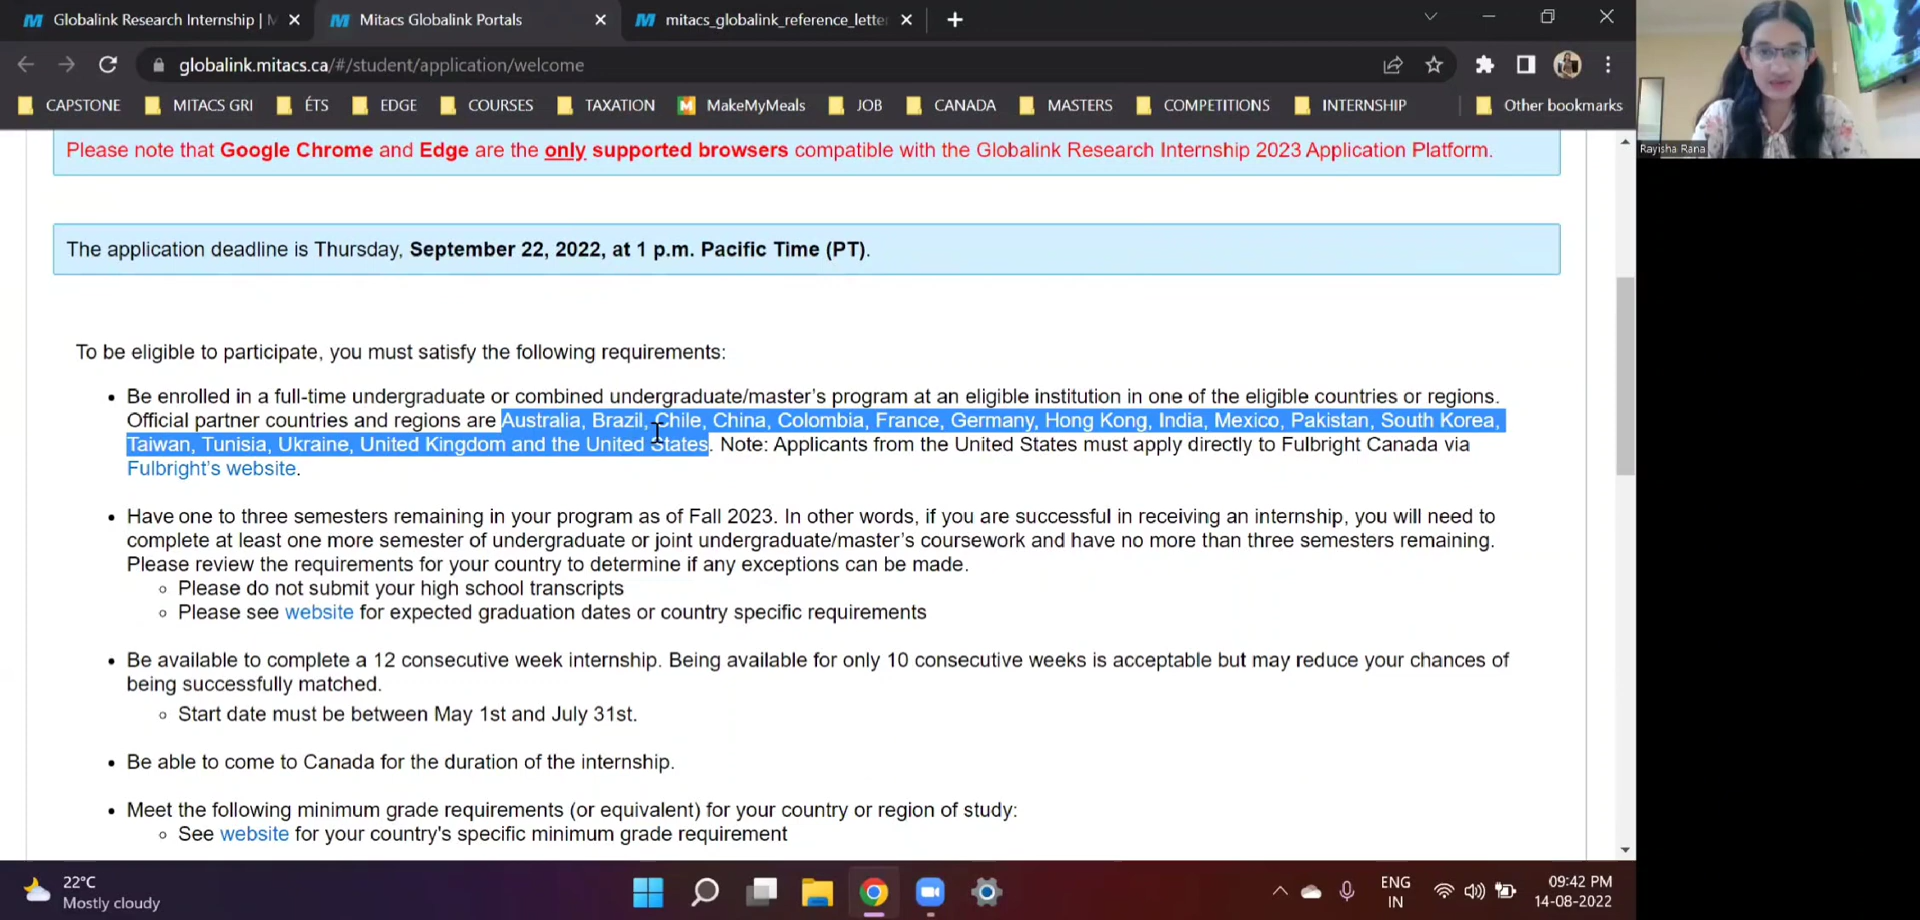 Globalink Research Internship |
Mitacs Globalink Portals
mitacs_globalink_reference_lette
globalink.mitacs.ca/#/student/application/welcome
CAPSTONE
MITACS GRI
ÉTS
EDGE
COURSES
TAXATION
MakeMyMeals
JOB
CANADA
MASTERS
COMPETITIONS
INTERNSHIP
Other bookmarks
Rayisha Rana
Please note that Google Chrome and Edge are the only supported browsers compatible with the Globalink Research Internship 2023 Application Platform.
The application deadline is Thursday, September 22, 2022, at 1 p.m. Pacific Time (PT).
To be eligible to participate, you must satisfy the following requirements:
• Be enrolled in a full-time undergraduate or combined undergraduate/master's program at an eligible institution in one of the eligible countries or regions.
Official partner countries and regions are Australia, Brazil, Chile, China, Colombia, France, Germany, Hong Kong, India, Mexico, Pakistan, South Korea,
Taiwan, Tunisia, Ukraine, United Kingdom and the United States. Note: Applicants from the United States must apply directly to Fulbright Canada via
Fulbright's website.
• Have one to three semesters remaining in your program as of Fall 2023. In other words, if you are successful in receiving an internship, you will need to
complete at least one more semester of undergraduate or joint undergraduate/master's coursework and have no more than three semesters remaining.
Please review the requirements for your country to determine if any exceptions can be made.
Please do not submit your high school transcripts
Please see website for expected graduation dates or country specific requirements
• Be available to complete a 12 consecutive week internship. Being available for only 10 consecutive weeks is acceptable but may reduce your chances of
being successfully matched.
Start date must be between May 1st and July 31st.
• Be able to come to Canada for the duration of the internship.
• Meet the following minimum grade requirements (or equivalent) for your country or region of study:
See website for your country's specific minimum grade requirement
22°C
Mostly cloudy
ENG
IN
09:42 PM
14-08-2022